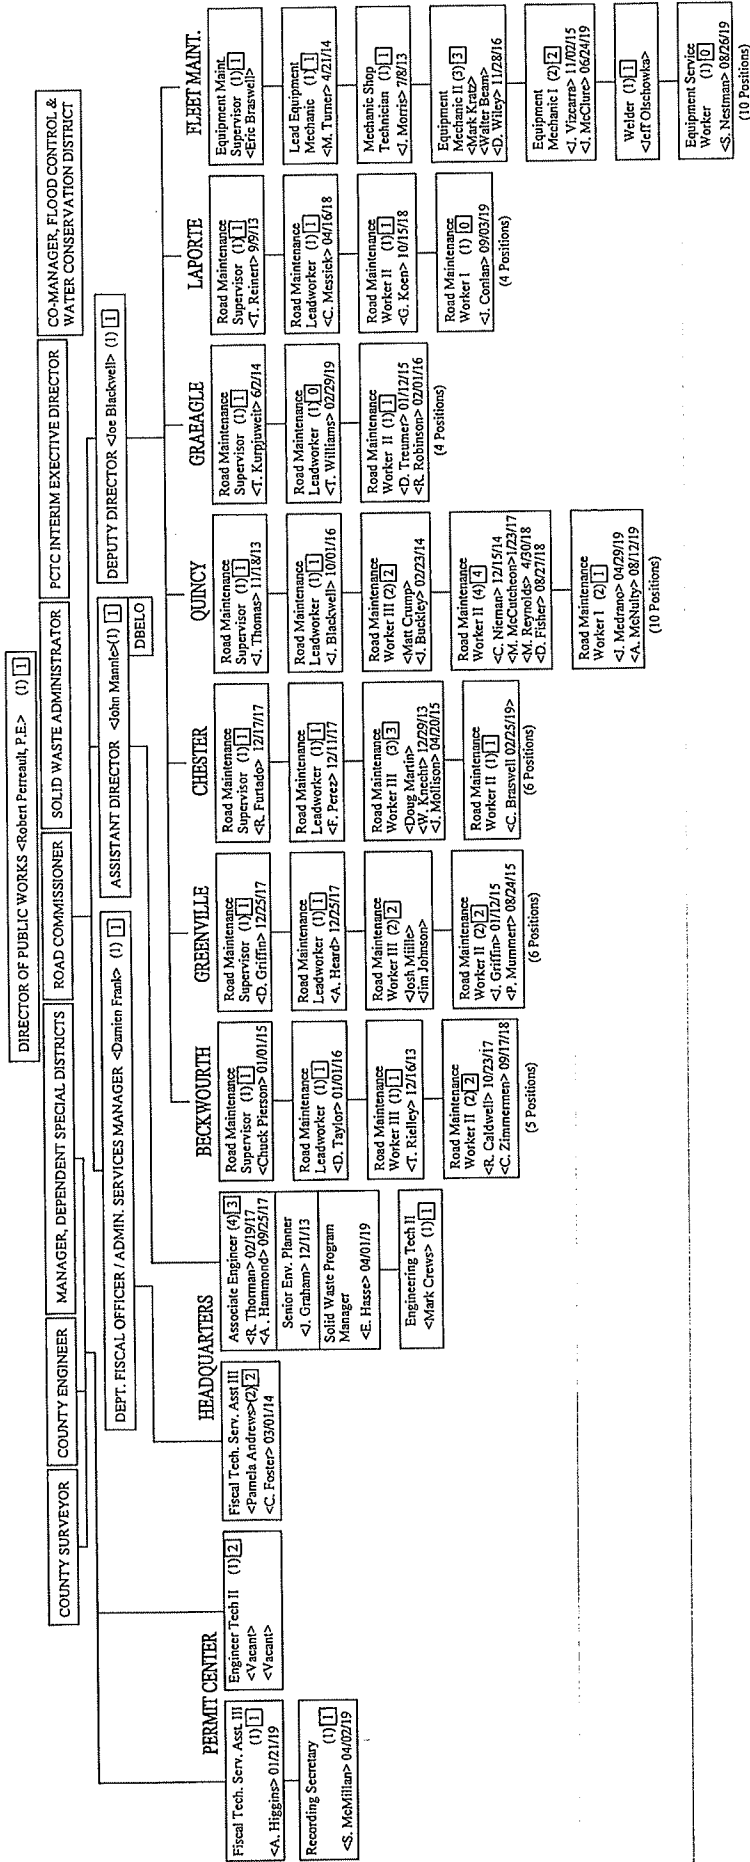 DIRECTOR OF PUBLIC WORKS <Robert Perreault, P.E.> (1) 1
COUNTY SURVEYOR
COUNTY ENGINEER
MANAGER, DEPENDENT SPECIAL DISTRICTS
ROAD COMMISSIONER
SOLID WASTE ADMINISTRATOR
PCTC INTERIM EXECTIVE DIRECTOR
CO-MANAGER, FLOOD CONTROL &
WATER CONSERVATION DISTRICT
DEPT. FISCAL OFFICER / ADMIN. SERVICES MANAGER <Damien Frank> (1) 1
ASSISTANT DIRECTOR <John Mannle>(1) 1
DBELO
DEPUTY DIRECTOR <Joe Blackwell> (1) 1
PERMIT CENTER
Fiscal Tech. Serv. Asst. III
(1) 1
<A. Higgins> 01/21/19
Recording Secretary
(1) 1
<S. McMillan> 04/02/19
Engineer Tech II (1) 2
<Vacant>
<Vacant>
HEADQUARTERS
Fiscal Tech. Serv. Asst III
<Pamela Andrews>(2) 2
<C. Foster> 03/01/14
Associate Engineer (4) 3
<R. Thorman> 02/19/17
<A. Hammond> 09/25/17
Senior Env. Planner
<J. Graham> 12/1/13
Solid Waste Program
Manager
<E. Hasse> 04/01/19
Engineering Tech II
<Mark Crews> (1) 1
BECKWOURTH
Road Maintenance
Supervisor (1) 1
<Chuck Pierson> 01/01/15
Road Maintenance
Leadworker (1) 1
<D. Taylor> 01/01/16
Road Maintenance
Worker III (1) 1
<T. Rielley> 12/16/13
Road Maintenance
Worker II (2) 2
<R. Caldwell> 10/23/17
<C. Zimmermen> 09/17/18
(5 Positions)
GREENVILLE
Road Maintenance
Supervisor (1) 1
<D. Griffin> 12/25/17
Road Maintenance
Leadworker (1) 1
<A. Heard> 12/25/17
Road Maintenance
Worker III (2) 2
<Josh Miille>
<Jim Johnson>
Road Maintenance
Worker II (2) 2
<J. Griffin> 01/12/15
<P. Mummert> 08/24/15
(6 Positions)
CHESTER
Road Maintenance
Supervisor (1) 1
<R. Furtado> 12/17/17
Road Maintenance
Leadworker (1) 1
<F. Perez> 12/11/17
Road Maintenance
Worker III (3) 3
<Doug Martin>
<W. Knecht> 12/29/13
<J. Mollison> 04/20/15
Road Maintenance
Worker II (1) 1
<C. Braswell 02/25/19>
(6 Positions)
QUINCY
Road Maintenance
Supervisor (1) 1
<J. Thomas> 11/18/13
Road Maintenance
Leadworker (1) 1
<J. Blackwell> 10/01/16
Road Maintenance
Worker III (2) 2
<Matt Crump>
<J. Buckley> 02/23/14
Road Maintenance
Worker II (4) 4
<C. Nieman> 12/15/14
<M. McCutcheon>1/23/17
<M. Reynolds> 4/30/18
<D. Fisher> 08/27/18
Road Maintenance
Worker I (2) 1
<J. Medrano> 04/29/19
<A. McNulty> 08/12/19
(10 Positions)
GRAEAGLE
Road Maintenance
Supervisor (1) 1
<T. Kurpjuweit> 6/2/14
Road Maintenance
Leadworker (1) 0
<T. Williams> 02/29/19
Road Maintenance
Worker II (1) 1
<D. Treumer> 01/12/15
<R. Robinson> 02/01/16
(4 Positions)
LAPORTE
Road Maintenance
Supervisor (1) 1
<T. Reinert> 9/9/13
Road Maintenance
Leadworker (1) 1
<C. Messick> 04/16/18
Road Maintenance
Worker II (1) 1
<G. Koen> 10/15/18
Road Maintenance
Worker I (1) 0
<J. Conlan> 09/03/19
(4 Positions)
FLEET MAINT.
Equipment Maint.
Supervisor (1) 1
<Eric Braswell>
Lead Equipment
Mechanic (1) 1
<M. Turner> 4/21/14
Mechanic Shop
Technician (1) 1
<J. Morris> 7/8/13
Equipment
Mechanic II (3) 3
<Mark Kratz>
<Walter Beam>
<D. Wiley> 11/28/16
Equipment
Mechanic I (2) 2
<J. Vizcarra> 11/02/15
<J. McClure> 06/24/19
Welder (1) 1
<Jeff Olschowka>
Equipment Service
Worker (1) 0
<S. Nestman> 08/26/19
(10 Positions)